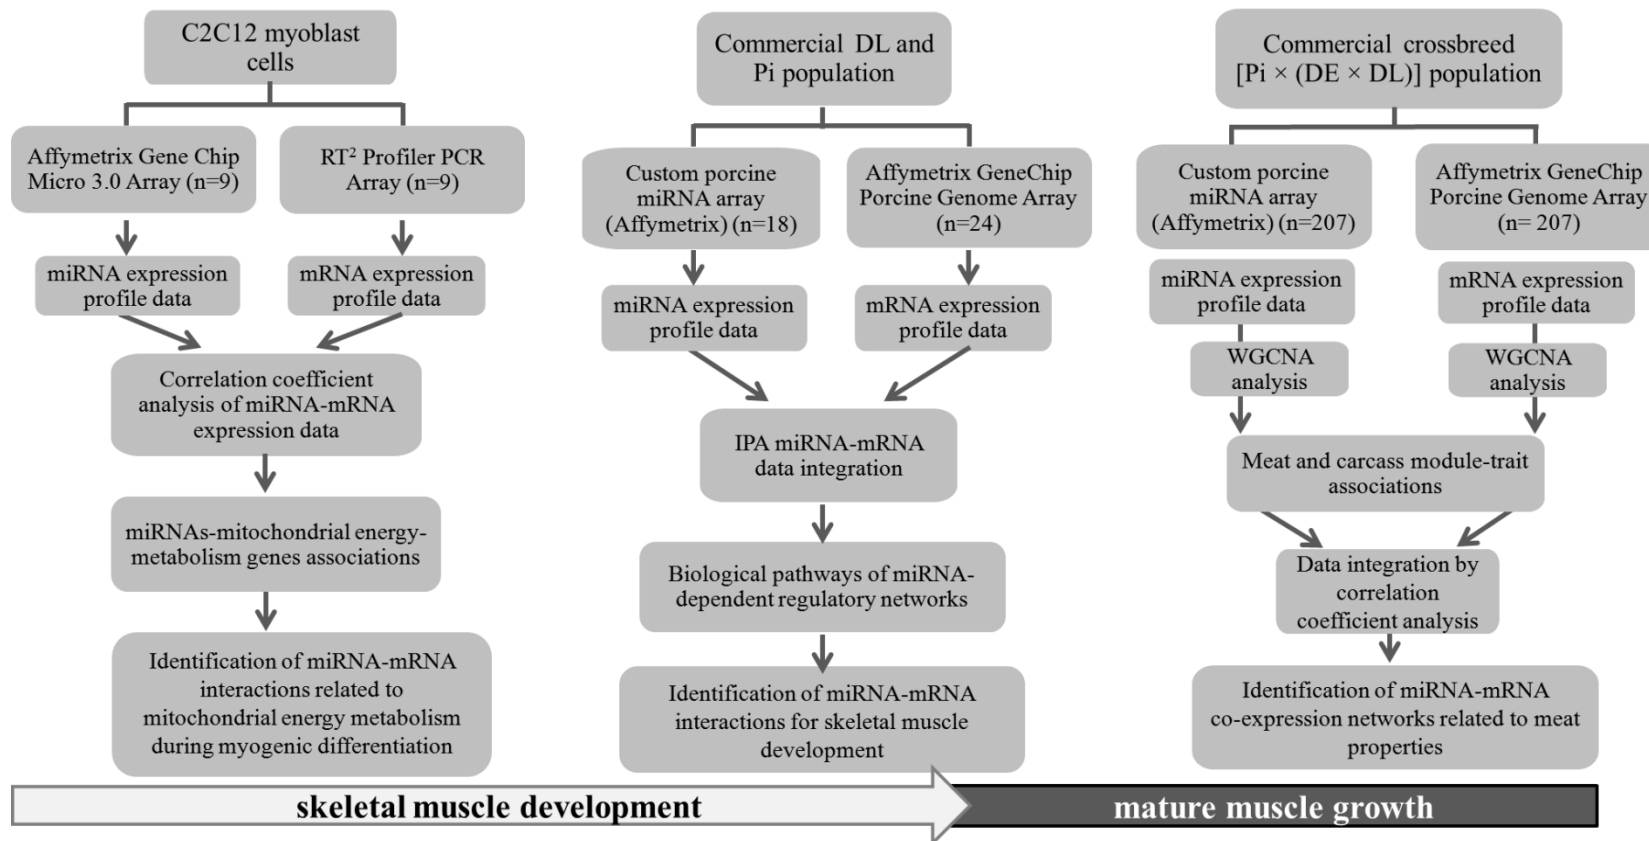 C2C12 myoblast
cells
Affymetrix Gene Chip
Micro 3.0 Array (n=9)
RT² Profiler PCR
Array (n=9)
miRNA expression
profile data
mRNA expression
profile data
Correlation coefficient
analysis of miRNA-mRNA
expression data
miRNAs-mitochondrial energy-
metabolism genes associations
Identification of miRNA-mRNA
interactions related to
mitochondrial energy metabolism
during myogenic differentiation
Commercial DL and
Pi population
Custom porcine
miRNA array
(Affymetrix) (n=18)
Affymetrix GeneChip
Porcine Genome Array
(n=24)
miRNA expression
profile data
mRNA expression
profile data
IPA miRNA-mRNA
data integration
Biological pathways of miRNA-
dependent regulatory networks
Identification of miRNA-mRNA
interactions for skeletal muscle
development
Commercial crossbreed
[Pi × (DE × DL)] population
Custom porcine
miRNA array
(Affymetrix) (n=207)
Affymetrix GeneChip
Porcine Genome Array
(n= 207)
miRNA expression
profile data
mRNA expression
profile data
WGCNA
analysis
WGCNA
analysis
Meat and carcass module-trait
associations
Data integration by
correlation
coefficient analysis
Identification of miRNA-mRNA
co-expression networks related to meat
properties
skeletal muscle development
mature muscle growth